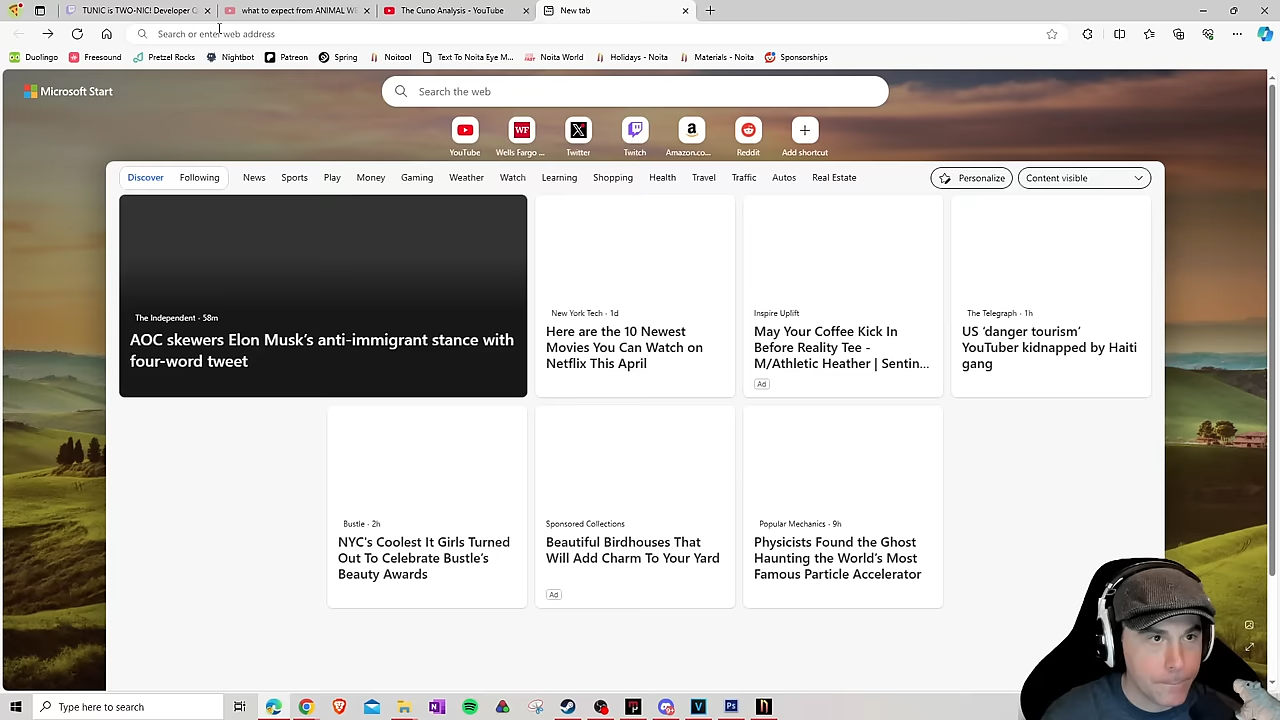 TUNIC is TWO-NIC! Developer Q
what to expect from ANIMAL WE
The Cuno Analysis - YouTube
New tab
Search or enter web address
Duolingo
Freesound
Pretzel Rocks
Nightbot
Patreon
Spring
Noitool
Text To Noita Eye M...
Noita World
Holidays - Noita
Materials - Noita
Sponsorships
Microsoft Start
Search the web
YouTube
Wells Fargo ...
Twitter
Twitch
Amazon.co...
Reddit
Add shortcut
Discover
Following
News
Sports
Play
Money
Gaming
Weather
Watch
Learning
Shopping
Health
Travel
Traffic
Autos
Real Estate
Personalize
Content visible
The Independent · 58m
AOC skewers Elon Musk’s anti-immigrant stance with
four-word tweet
New York Tech · 1d
Here are the 10 Newest
Movies You Can Watch on
Netflix This April
Inspire Uplift
May Your Coffee Kick In
Before Reality Tee -
M/Athletic Heather | Sentin...
Ad
The Telegraph · 1h
US ‘danger tourism’
YouTuber kidnapped by Haiti
gang
Bustle · 2h
NYC's Coolest It Girls Turned
Out To Celebrate Bustle’s
Beauty Awards
Sponsored Collections
Beautiful Birdhouses That
Will Add Charm To Your Yard
Ad
Popular Mechanics · 9h
Physicists Found the Ghost
Haunting the World’s Most
Famous Particle Accelerator
Type here to search